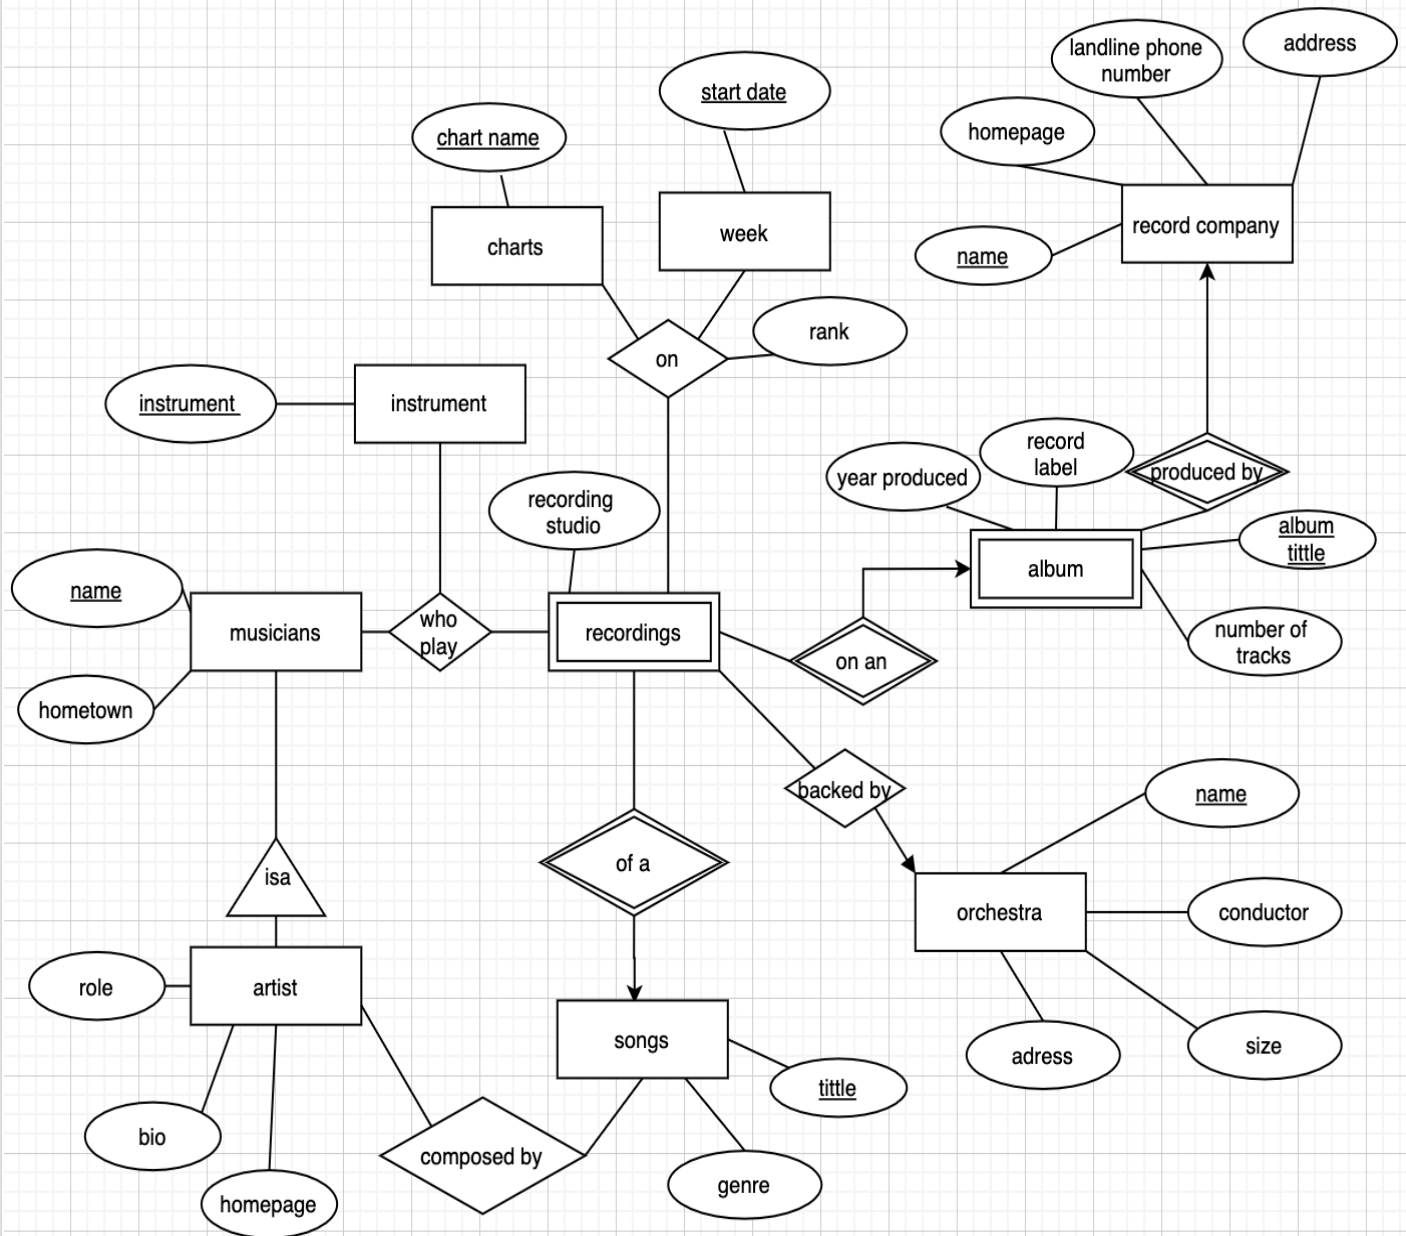 landline phone
number
address
start date
homepage
chart name
record company
week
charts
name
rank
on
instrument
instrument
record
label
year produced
produced by
recording
studio
album
tittle
album
name
musicians
who
play
recordings
number of
tracks
on an
hometown
backed by
name
of a
isa
orchestra
conductor
role
artist
songs
size
adress
tittle
bio
composed by
genre
homepage